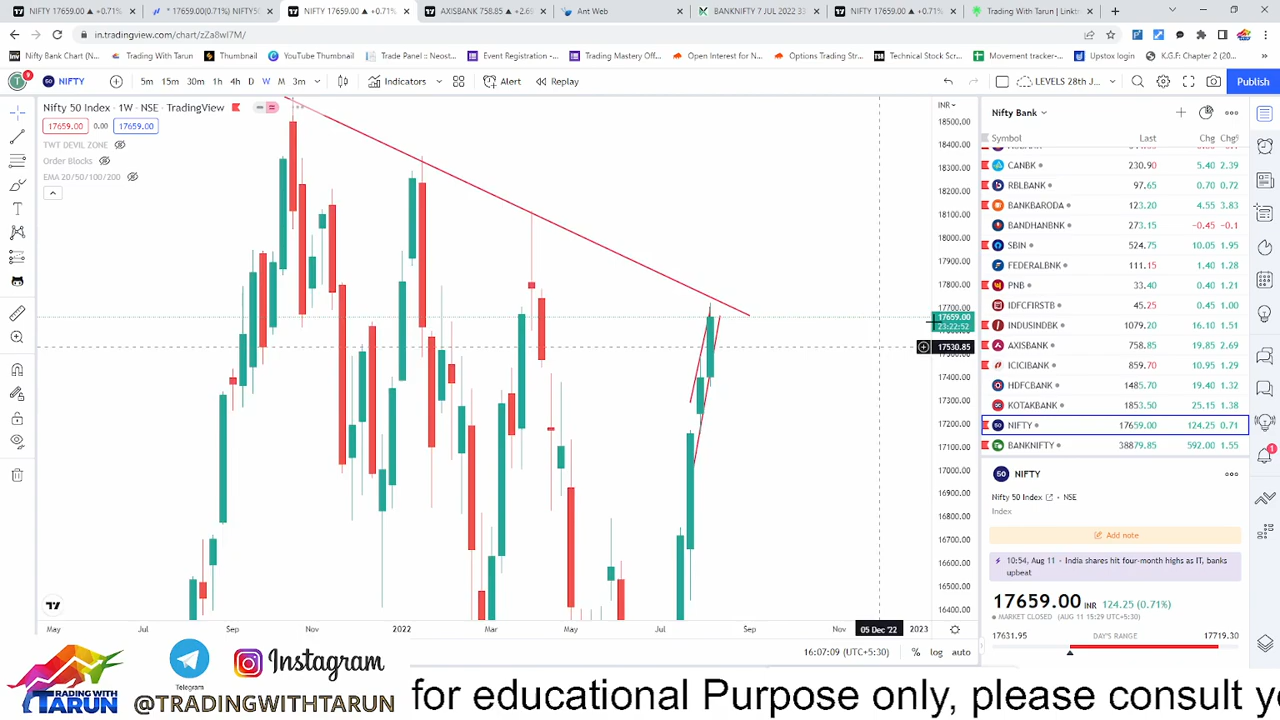 NIFTY 17659 ▲ +0.71%
* 17659.00(0.71%) NIFTY50
NIFTY 17659 ▲ +0.71%
AXISBANK 758.85 ▲ +2.69
Ant Web
BANKNIFTY 7 JUL 2022 33
NIFTY 17659 ▲ +0.71%
Trading With Tarun | Linkt
in.tradingview.com/chart/zZa8wI7M/
Nifty Bank Chart (N...
Trading With Tarun
Thumbnail
YouTube Thumbnail
Trade Panel :: Neost...
Event Registration -...
Trading Mastery Off...
Open Interest for N...
Options Trading Str...
Technical Stock Scr...
Movement tracker-...
Upstox login
K.G.F: Chapter 2 (20...
T 9
NIFTY
5m 15m 30m 1h 4h D W M 3m
Indicators
Alert
Replay
LEVELS 28th J...
Publish
Nifty 50 Index · 1W · NSE · TradingView
17659.00 0.00 17659.00
TWT DEVIL ZONE
Order Blocks
EMA 20/50/100/200
INR
18500.00
18400.00
18300.00
18200.00
18100.00
18000.00
17900.00
17800.00
17700.00
17659.00
23:22:52
17530.85
17400.00
17300.00
17200.00
17100.00
17000.00
16900.00
16800.00
16700.00
16600.00
16500.00
16400.00
May Jul Sep Nov 2022 Mar May Jul Sep Nov 05 Dec '22 2023
16:07:09 (UTC+5:30) % log auto
Nifty Bank
Symbol Last Chg Chg%
CANBK 230.90 5.40 2.39
RBLBANK 97.65 0.70 0.72
BANKBARODA 123.20 4.55 3.83
BANDHANBNK 273.15 −0.45 −0.1
SBIN 524.75 10.05 1.95
FEDERALBNK 111.15 1.40 1.28
PNB 33.40 0.40 1.21
IDFCFIRSTB 45.25 0.45 1.00
INDUSINDBK 1079.20 16.10 1.51
AXISBANK 758.85 19.85 2.69
ICICIBANK 859.70 10.95 1.29
HDFCBANK 1485.70 19.40 1.32
KOTAKBANK 1853.50 25.15 1.38
NIFTY 17659.00 124.25 0.71
BANKNIFTY 38879.85 592.00 1.55
50 NIFTY
Nifty 50 Index · NSE
Index
Add note
10:54, Aug 11 · India shares hit four-month highs as IT, banks
upbeat
17659.00 INR 124.25 (0.71%)
MARKET CLOSED (AUG 11 15:29 UTC+5:30)
17631.95 DAY'S RANGE 17719.30
TRADING WITH
TARUN
Telegram
Instagram
@TRADINGWITHTARUN
for educational Purpose only, please consult yo